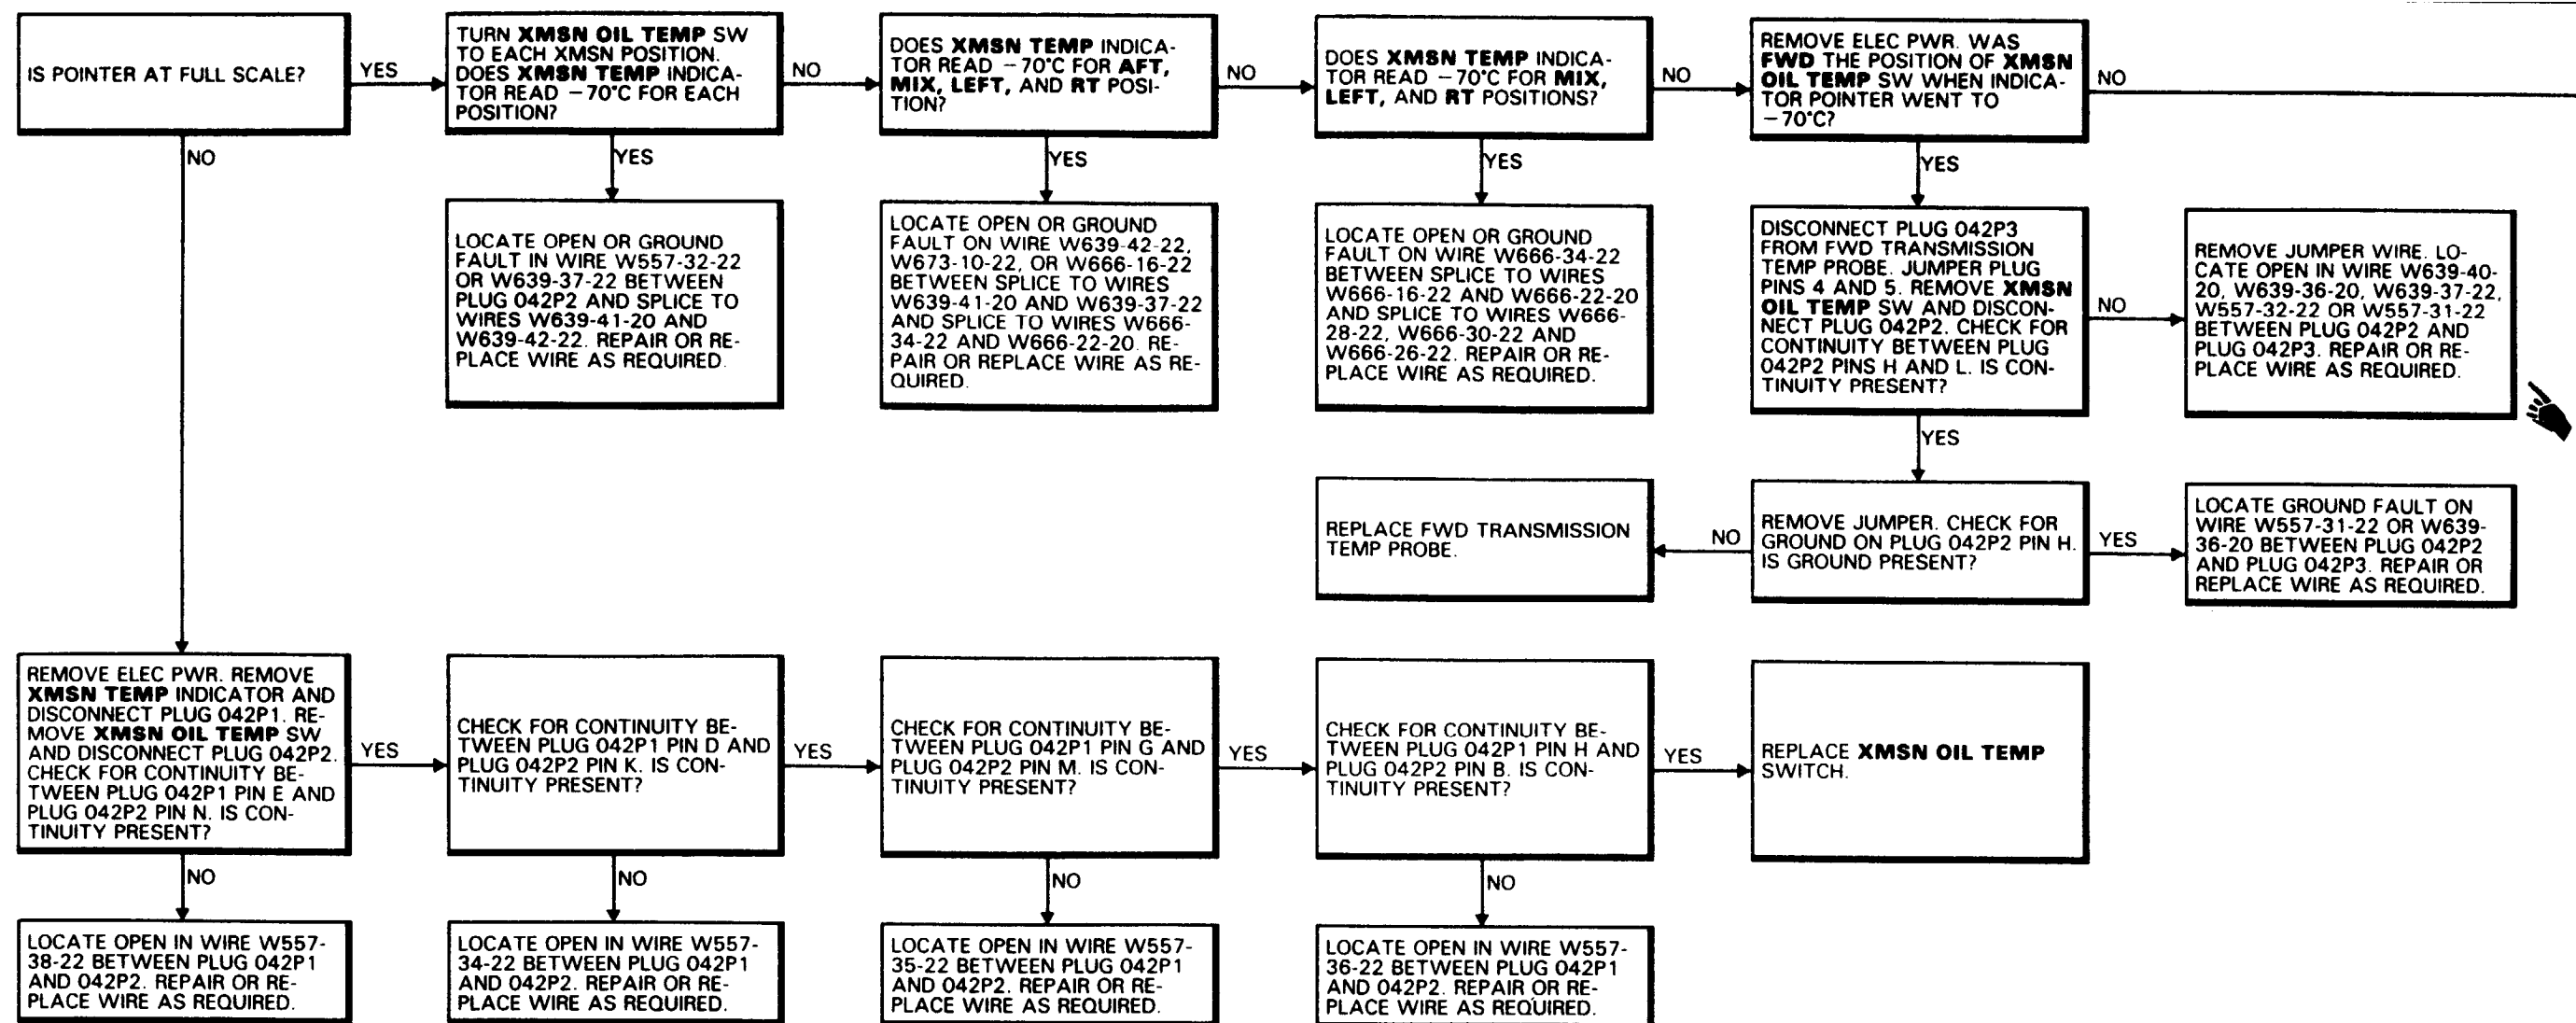 IS POINTER AT FULL SCALE?
YES
NO
TURN XMSN OIL TEMP SW
TO EACH XMSN POSITION.
DOES XMSN TEMP INDICA-
TOR READ –70°C FOR EACH
POSITION?
NO
YES
DOES XMSN TEMP INDICA-
TOR READ –70°C FOR AFT,
MIX, LEFT, AND RT POSI-
TION?
NO
YES
DOES XMSN TEMP INDICA-
TOR READ –70°C FOR MIX,
LEFT, AND RT POSITIONS?
NO
YES
REMOVE ELEC PWR. WAS
FWD THE POSITION OF XMSN
OIL TEMP SW WHEN INDICA-
TOR POINTER WENT TO
–70°C?
NO
YES
LOCATE OPEN OR GROUND
FAULT IN WIRE W557-32-22
OR W639-37-22 BETWEEN
PLUG 042P2 AND SPLICE TO
WIRES W639-41-20 AND
W639-42-22. REPAIR OR RE-
PLACE WIRE AS REQUIRED.
LOCATE OPEN OR GROUND
FAULT ON WIRE W639-42-22,
W673-10-22, OR W666-16-22
BETWEEN SPLICE TO WIRES
W639-41-20 AND W639-37-22
AND SPLICE TO WIRES W666-
34-22 AND W666-22-20. RE-
PAIR OR REPLACE WIRE AS RE-
QUIRED.
LOCATE OPEN OR GROUND
FAULT ON WIRE W666-34-22
BETWEEN SPLICE TO WIRES
W666-16-22 AND W666-22-20
AND SPLICE TO WIRES W666-
28-22, W666-30-22 AND
W666-26-22. REPAIR OR RE-
PLACE WIRE AS REQUIRED.
DISCONNECT PLUG 042P3
FROM FWD TRANSMISSION
TEMP PROBE. JUMPER PLUG
PINS 4 AND 5. REMOVE XMSN
OIL TEMP SW AND DISCON-
NECT PLUG 042P2. CHECK FOR
CONTINUITY BETWEEN PLUG
042P2 PINS H AND L. IS CON-
TINUITY PRESENT?
NO
YES
REMOVE JUMPER WIRE. LO-
CATE OPEN IN WIRE W639-40-
20, W639-36-20, W639-37-22,
W557-32-22 OR W557-31-22
BETWEEN PLUG 042P2 AND
PLUG 042P3. REPAIR OR RE-
PLACE WIRE AS REQUIRED.
REPLACE FWD TRANSMISSION
TEMP PROBE.
NO
REMOVE JUMPER. CHECK FOR
GROUND ON PLUG 042P2 PIN H.
IS GROUND PRESENT?
YES
LOCATE GROUND FAULT ON
WIRE W557-31-22 OR W639-
36-20 BETWEEN PLUG 042P2
AND PLUG 042P3. REPAIR OR
REPLACE WIRE AS REQUIRED.
REMOVE ELEC PWR. REMOVE
XMSN TEMP INDICATOR AND
DISCONNECT PLUG 042P1. RE-
MOVE XMSN OIL TEMP SW
AND DISCONNECT PLUG 042P2.
CHECK FOR CONTINUITY BE-
TWEEN PLUG 042P1 PIN E AND
PLUG 042P2 PIN N. IS CON-
TINUITY PRESENT?
YES
NO
CHECK FOR CONTINUITY BE-
TWEEN PLUG 042P1 PIN D AND
PLUG 042P2 PIN K. IS CON-
TINUITY PRESENT?
YES
NO
CHECK FOR CONTINUITY BE-
TWEEN PLUG 042P1 PIN G AND
PLUG 042P2 PIN M. IS CON-
TINUITY PRESENT?
YES
NO
CHECK FOR CONTINUITY BE-
TWEEN PLUG 042P1 PIN H AND
PLUG 042P2 PIN B. IS CON-
TINUITY PRESENT?
YES
NO
REPLACE XMSN OIL TEMP
SWITCH.
LOCATE OPEN IN WIRE W557-
38-22 BETWEEN PLUG 042P1
AND 042P2. REPAIR OR RE-
PLACE WIRE AS REQUIRED.
LOCATE OPEN IN WIRE W557-
34-22 BETWEEN PLUG 042P1
AND 042P2. REPAIR OR RE-
PLACE WIRE AS REQUIRED.
LOCATE OPEN IN WIRE W557-
35-22 BETWEEN PLUG 042P1
AND 042P2. REPAIR OR RE-
PLACE WIRE AS REQUIRED.
LOCATE OPEN IN WIRE W557-
36-22 BETWEEN PLUG 042P1
AND 042P2. REPAIR OR RE-
PLACE WIRE AS REQUIRED.